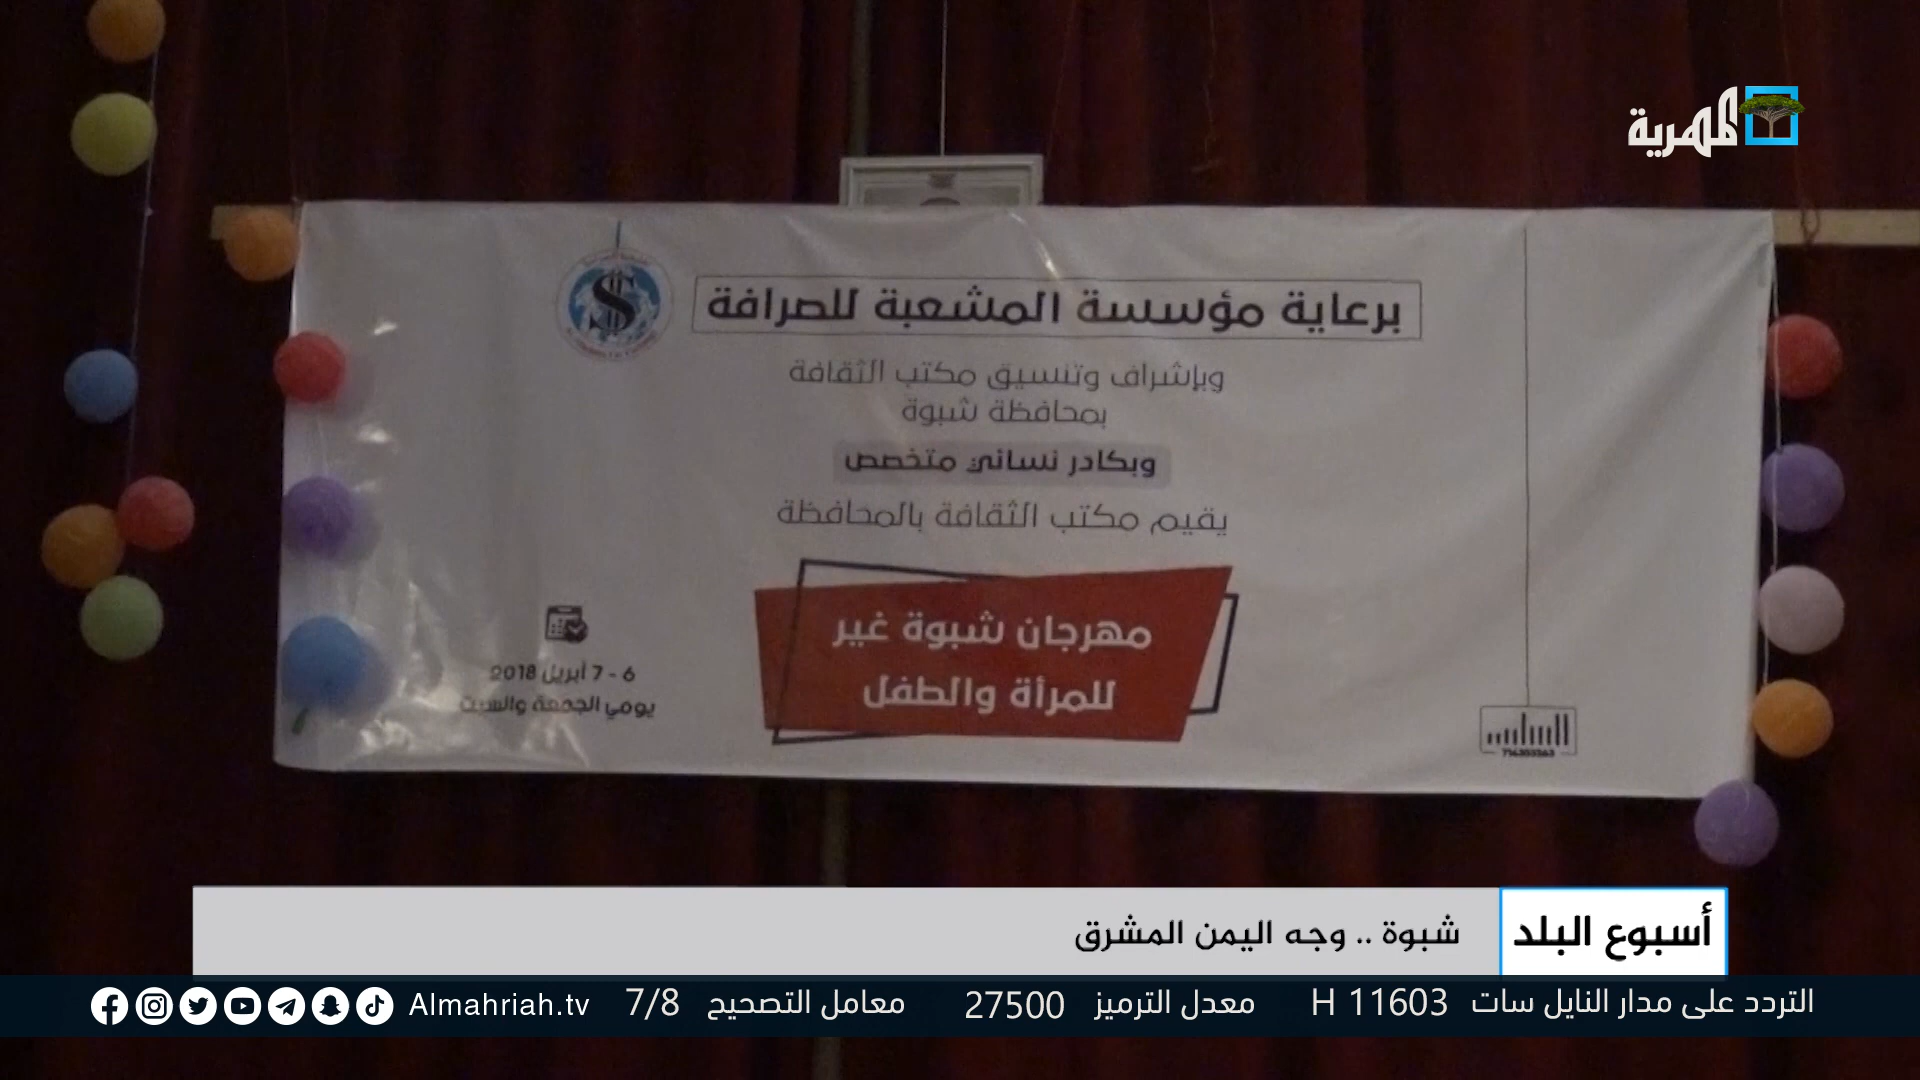 المهرية
برعاية مؤسسة المشعبة للصرافة
وبإشراف وتنسيق مكتب الثقافة
بمحافظة شبوة
وبكادر نسائي متخصص
يقيم مكتب الثقافة بالمحافظة
مهرجان شبوة غير
للمرأة والطفل
6 - 7 أبريل 2018
يومي الجمعة والسبت
أسبوع البلد
شبوة .. وجه اليمن المشرق
التردد على مدار النايل سات H 11603 معدل الترميز 27500 معامل التصحيح 7/8 Almahriah.tv